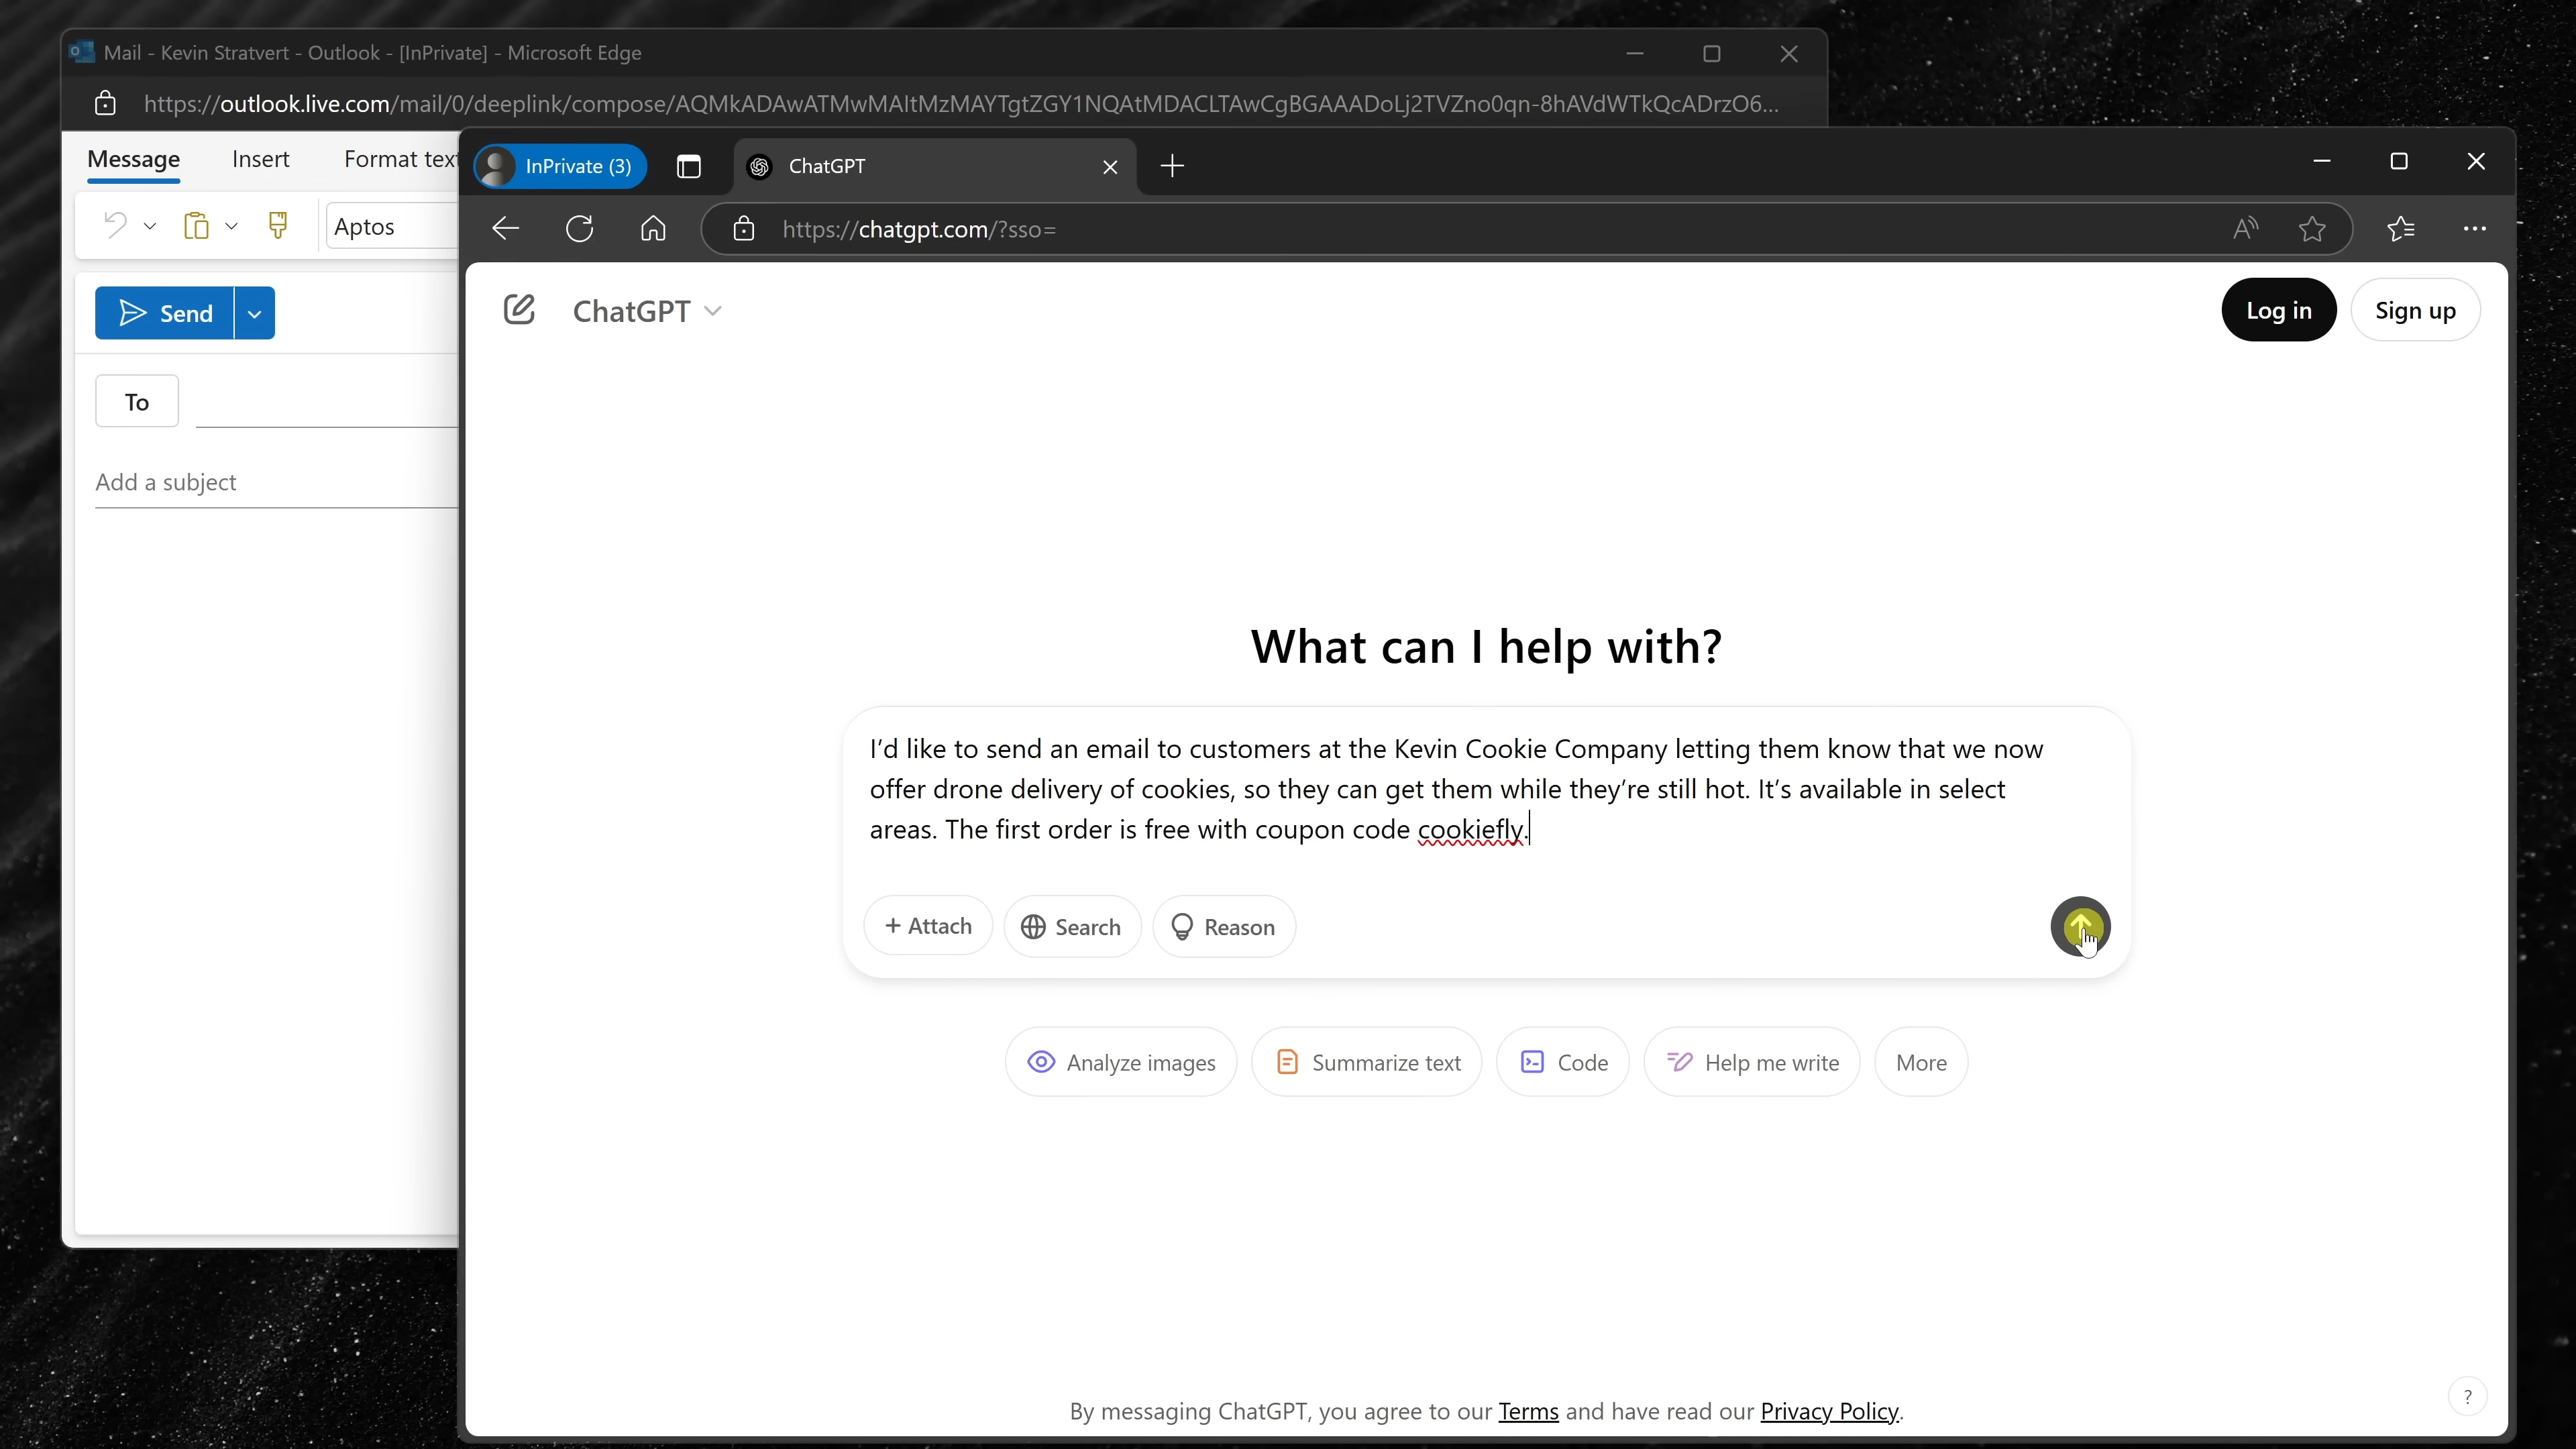 Mail - Kevin Stratvert - Outlook - [InPrivate] - Microsoft Edge
https://outlook.live.com/mail/0/deeplink/compose/AQMkADAwATMwMAItMzMAYTgtZGY1NQAtMDACLTAwCgBGAAADoLj2TVZno0qn-8hAVdWTkQcADrzO6...
Message Insert Format text
Aptos
Send
To
Add a subject
InPrivate (3) ChatGPT
https://chatgpt.com/?sso=
ChatGPT
Log in Sign up
What can I help with?
I'd like to send an email to customers at the Kevin Cookie Company letting them know that we now
offer drone delivery of cookies, so they can get them while they're still hot. It's available in select
areas. The first order is free with coupon code cookiefly.
+ Attach Search Reason
Analyze images Summarize text Code Help me write More
By messaging ChatGPT, you agree to our Terms and have read our Privacy Policy.
?